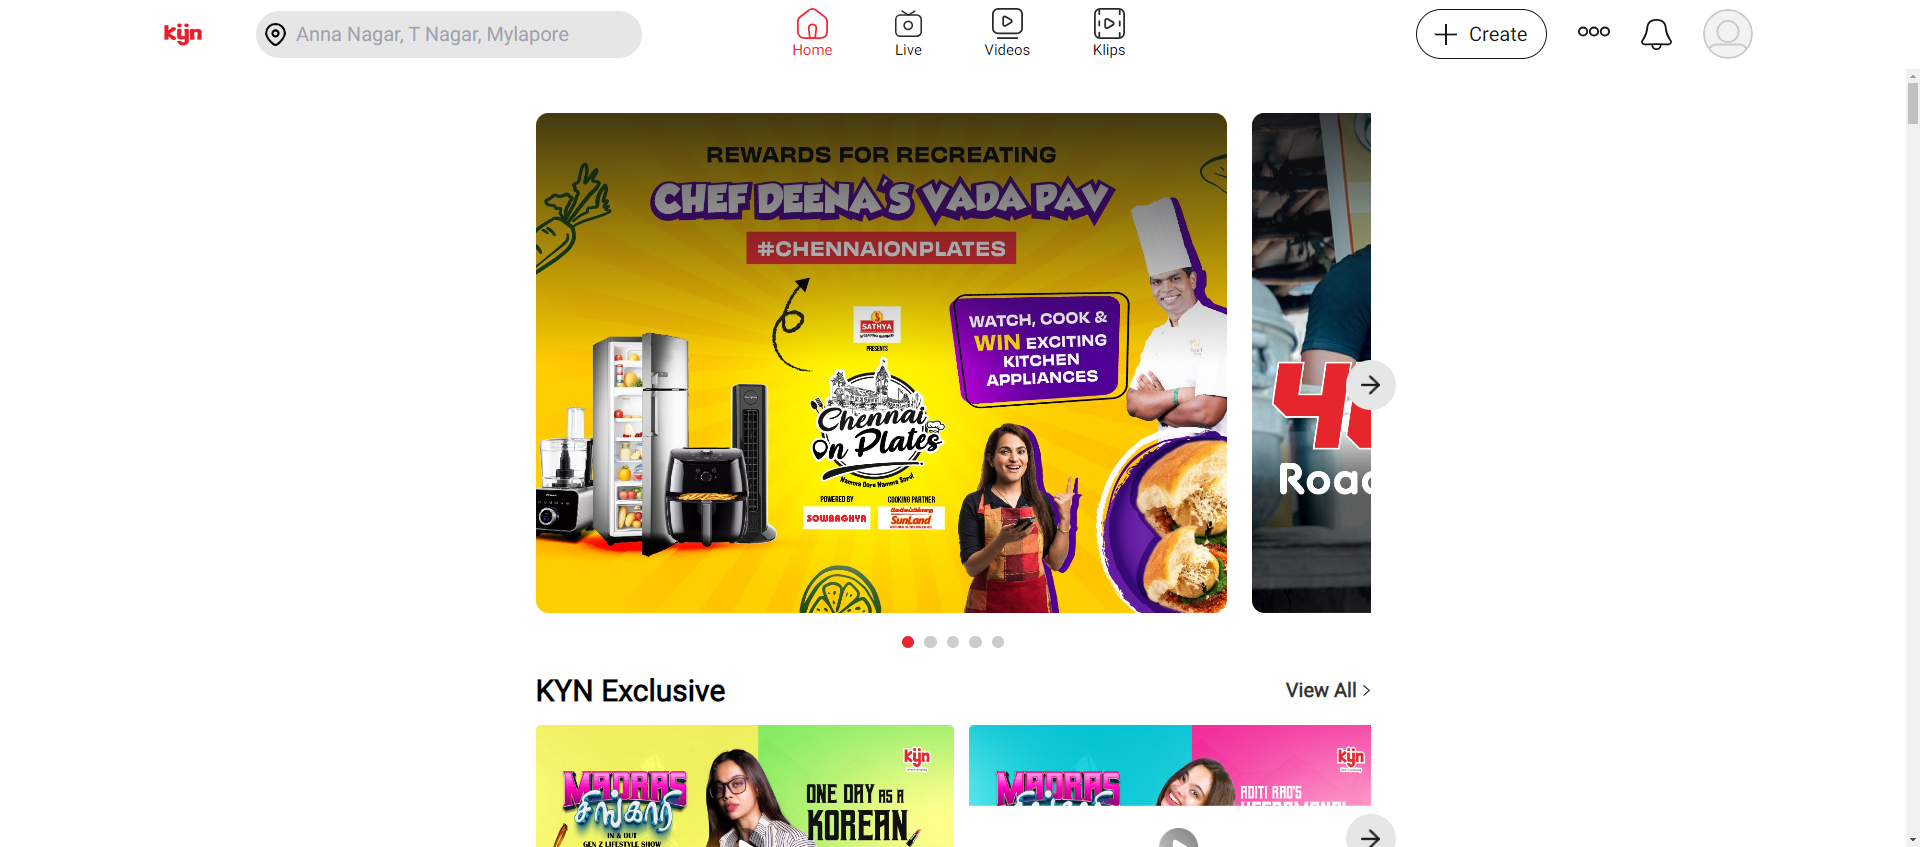 kyn
Anna Nagar, T Nagar, Mylapore
Home
Live
Videos
Klips
Create
REWARDS FOR RECREATING
CHEF DEENA'S VADA PAV
#CHENNAIONPLATES
SATHYA
PRESENTS
WATCH, COOK &
WIN EXCITING
KITCHEN
APPLIANCES
Chennai
On Plates
Namma Ooru Namma Soru!
POWERED BY
SOWBAGHYA
COOKING PARTNER
SunLand
Road
KYN Exclusive
View All
kyn
MADRAS
சிங்காரி
IN & OUT
GEN Z LIFESTYLE SHOW
ONE DAY AS A
KOREAN
kyn
MADRAS
ADITI RAO'S